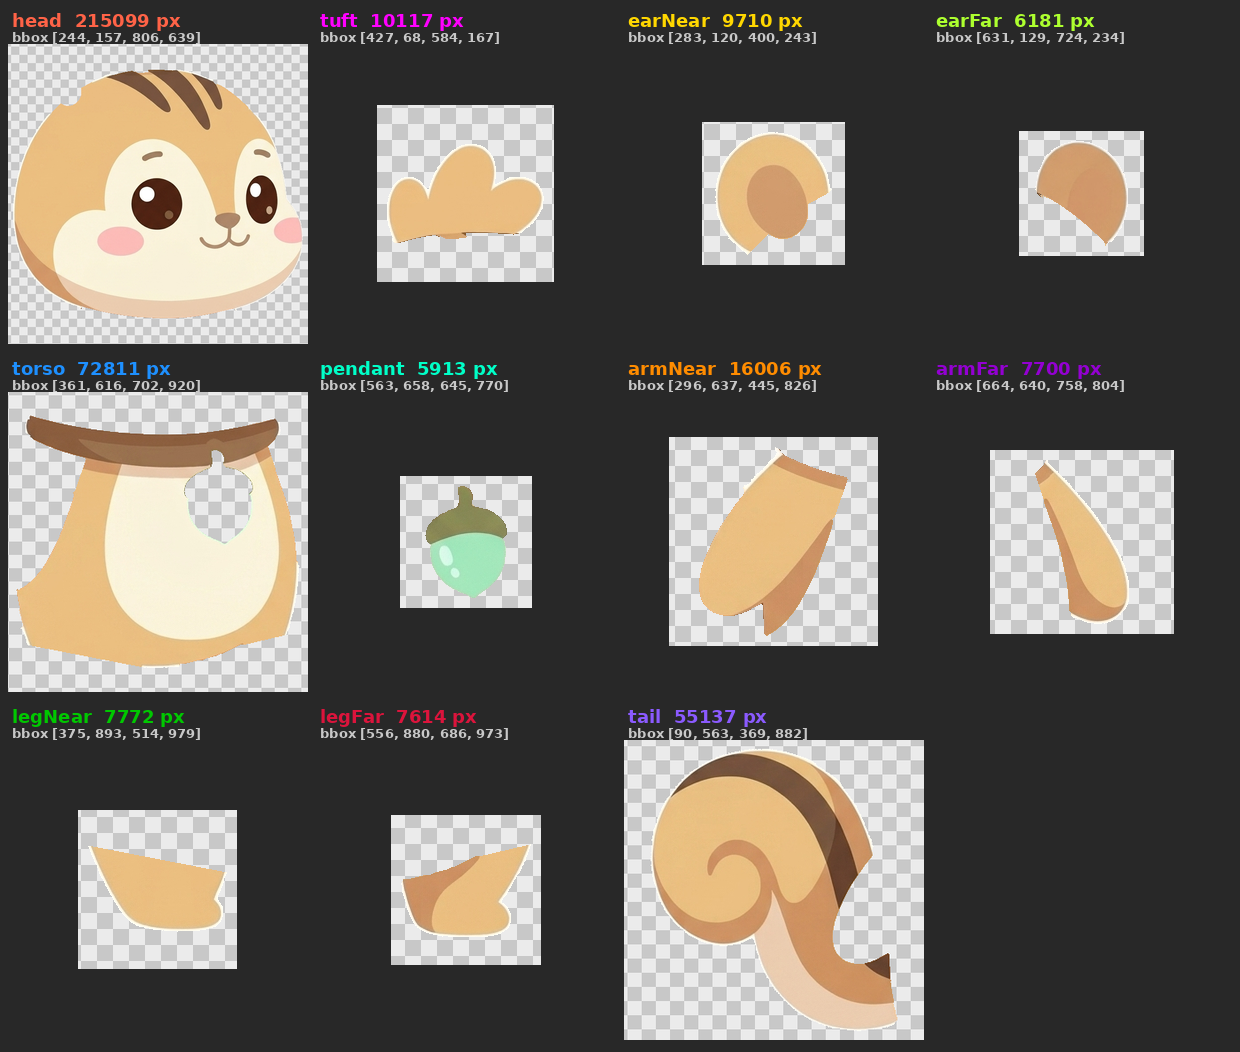 head 215099 px
bbox [244, 157, 806, 639]
tuft 10117 px
bbox [427, 68, 584, 167]
earNear 9710 px
bbox [283, 120, 400, 243]
earFar 6181 px
bbox [631, 129, 724, 234]
torso 72811 px
bbox [361, 616, 702, 920]
pendant 5913 px
bbox [563, 658, 645, 770]
armNear 16006 px
bbox [296, 637, 445, 826]
armFar 7700 px
bbox [664, 640, 758, 804]
legNear 7772 px
bbox [375, 893, 514, 979]
legFar 7614 px
bbox [556, 880, 686, 973]
tail 55137 px
bbox [90, 563, 369, 882]